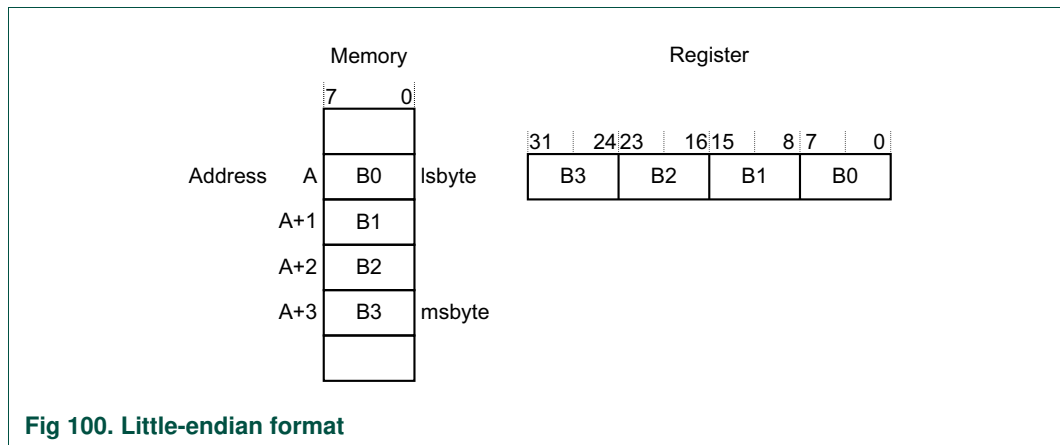 Memory Register
7 0
31 24 23 16 15 8 7 0
Address A B0 lsbyte B3 B2 B1 B0
A+1 B1
A+2 B2
A+3 B3 msbyte
Fig 100. Little-endian format